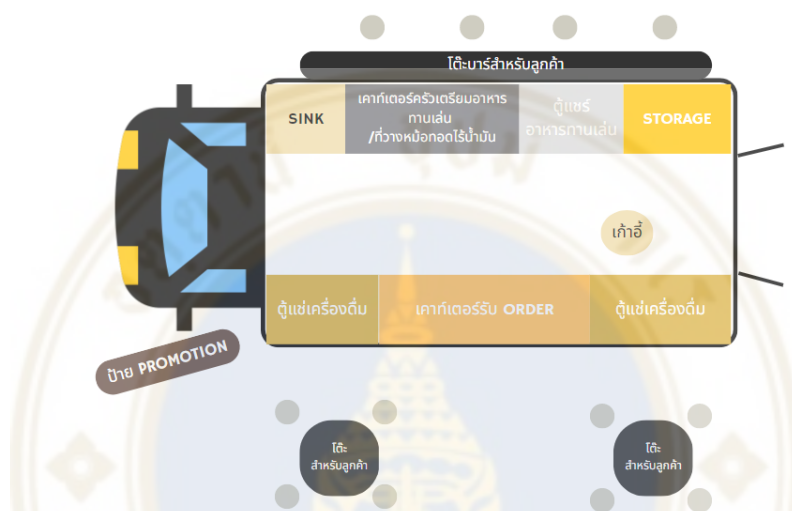 โต๊ะบาร์สำหรับลูกค้า
SINK
เคาท์เตอร์ครัวเตรียมอาหาร
ทานเล่น
/ที่วางหม้อทอดไร้น้ำมัน
ตู้แชร์
อาหารทานเล่น
STORAGE
เก้าอี้
ตู้แช่เครื่องดื่ม
เคาท์เตอร์รับ ORDER
ตู้แช่เครื่องดื่ม
ป้าย PROMOTION
โต๊ะ
สำหรับลูกค้า
โต๊ะ
สำหรับลูกค้า